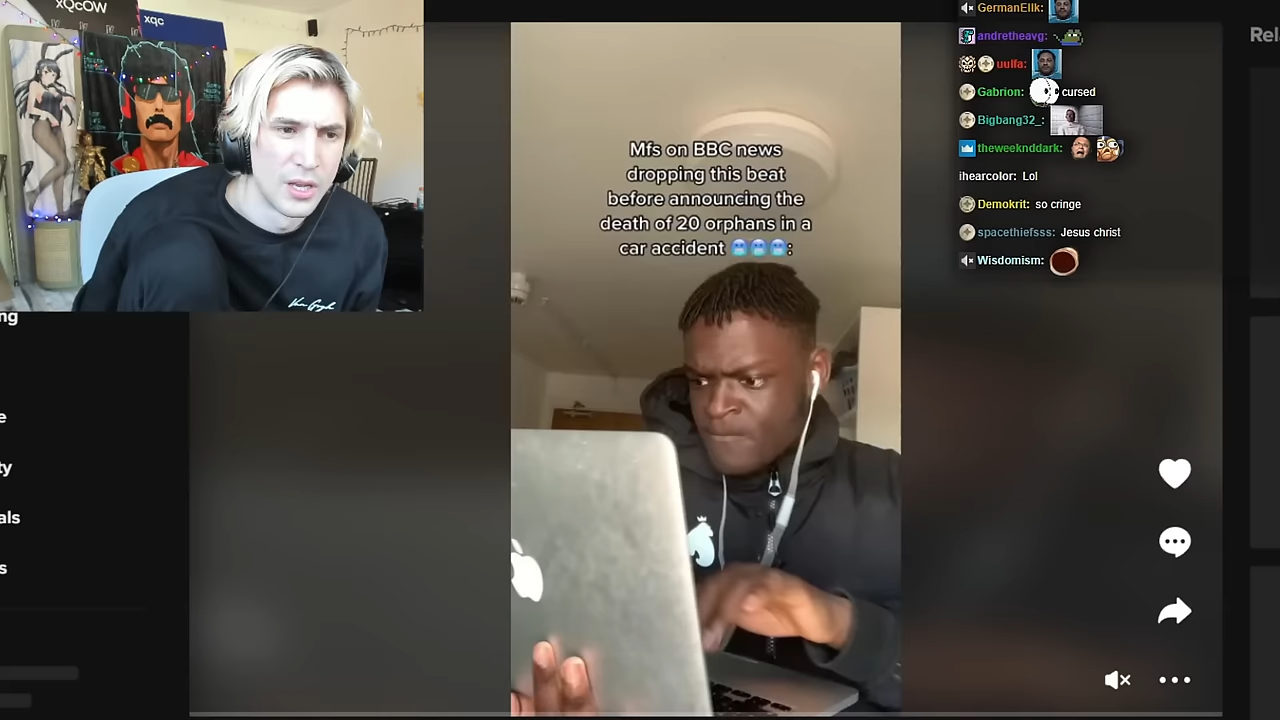 xQcOW
xqc
Mfs on BBC news
dropping this beat
before announcing the
death of 20 orphans in a
car accident 🥶🥶🥶:
GermanElk:
andretheavg:
uulfa:
Gabrion: cursed
Bigbang32_:
theweeknddark:
ihearcolor: Lol
Demokrit: so cringe
spacethiefsss: Jesus christ
Wisdomism:
Rel
ng
e
ty
als
s